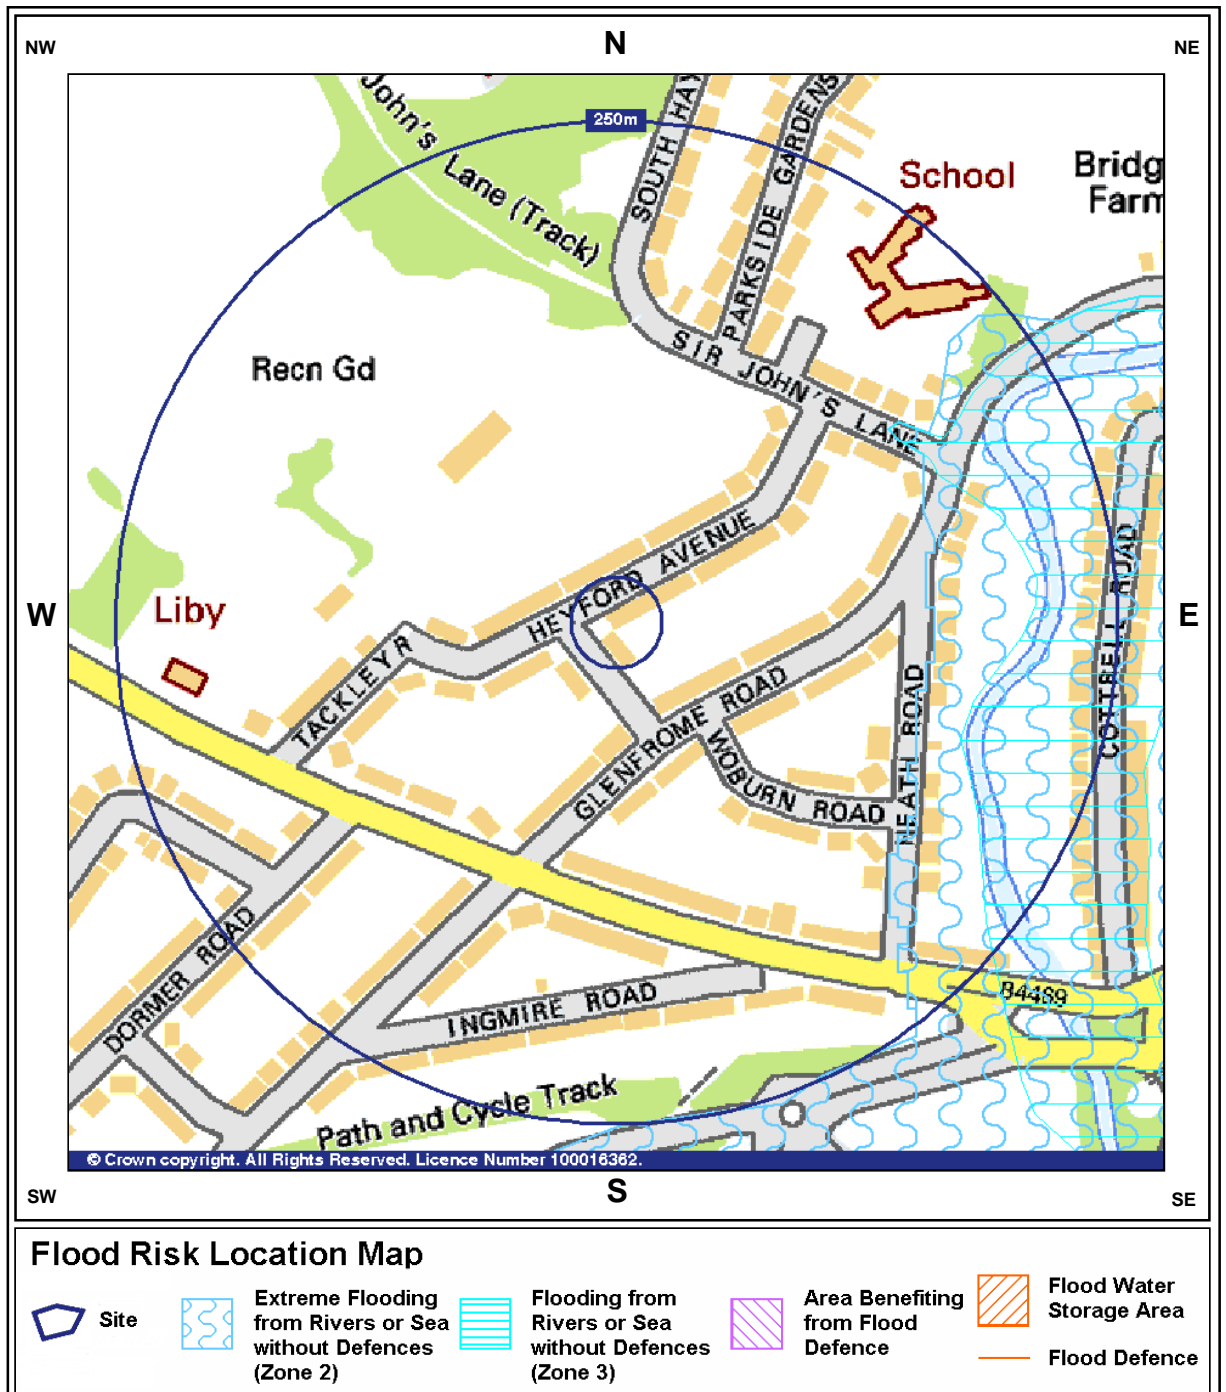 NW
N
NE
250m
John's Lane (Track)
SOUTH HAY
PARKSIDE GARDENS
School
Bridg
Farm
SIR JOHN'S LANE
Recn Gd
HEYFORD AVENUE
W
Liby
E
TACKLEY R
GLENFROME ROAD
WOBURN ROAD
NEATH ROAD
COTTRELL ROAD
DORMER ROAD
INGMIRE ROAD
B4469
Path and Cycle Track
© Crown copyright. All Rights Reserved. Licence Number 100016362.
SW
S
SE
Flood Risk Location Map
Site
Extreme Flooding
from Rivers or Sea
without Defences
(Zone 2)
Flooding from
Rivers or Sea
without Defences
(Zone 3)
Area Benefiting
from Flood
Defence
Flood Water
Storage Area
Flood Defence